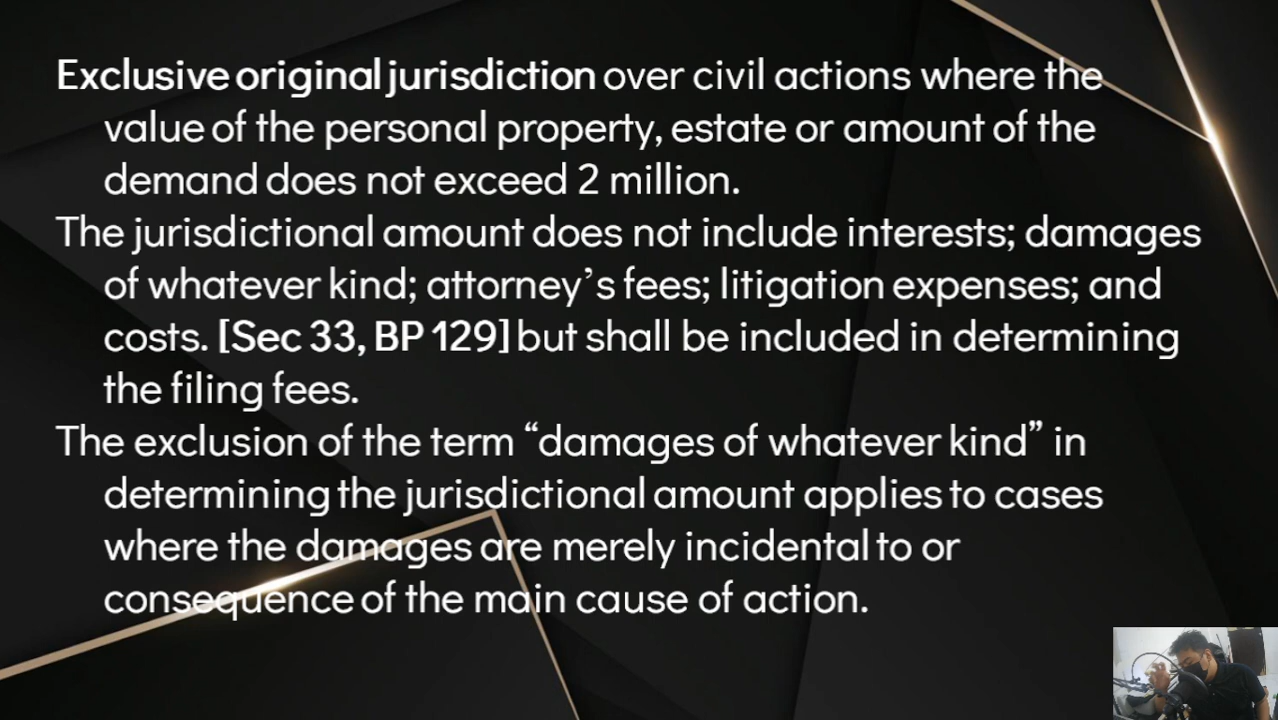 Exclusive original jurisdiction over civil actions where the
value of the personal property, estate or amount of the
demand does not exceed 2 million.
The jurisdictional amount does not include interests; damages
of whatever kind; attorney’s fees; litigation expenses; and
costs. [Sec 33, BP 129] but shall be included in determining
the filing fees.
The exclusion of the term “damages of whatever kind” in
determining the jurisdictional amount applies to cases
where the damages are merely incidental to or
consequence of the main cause of action.